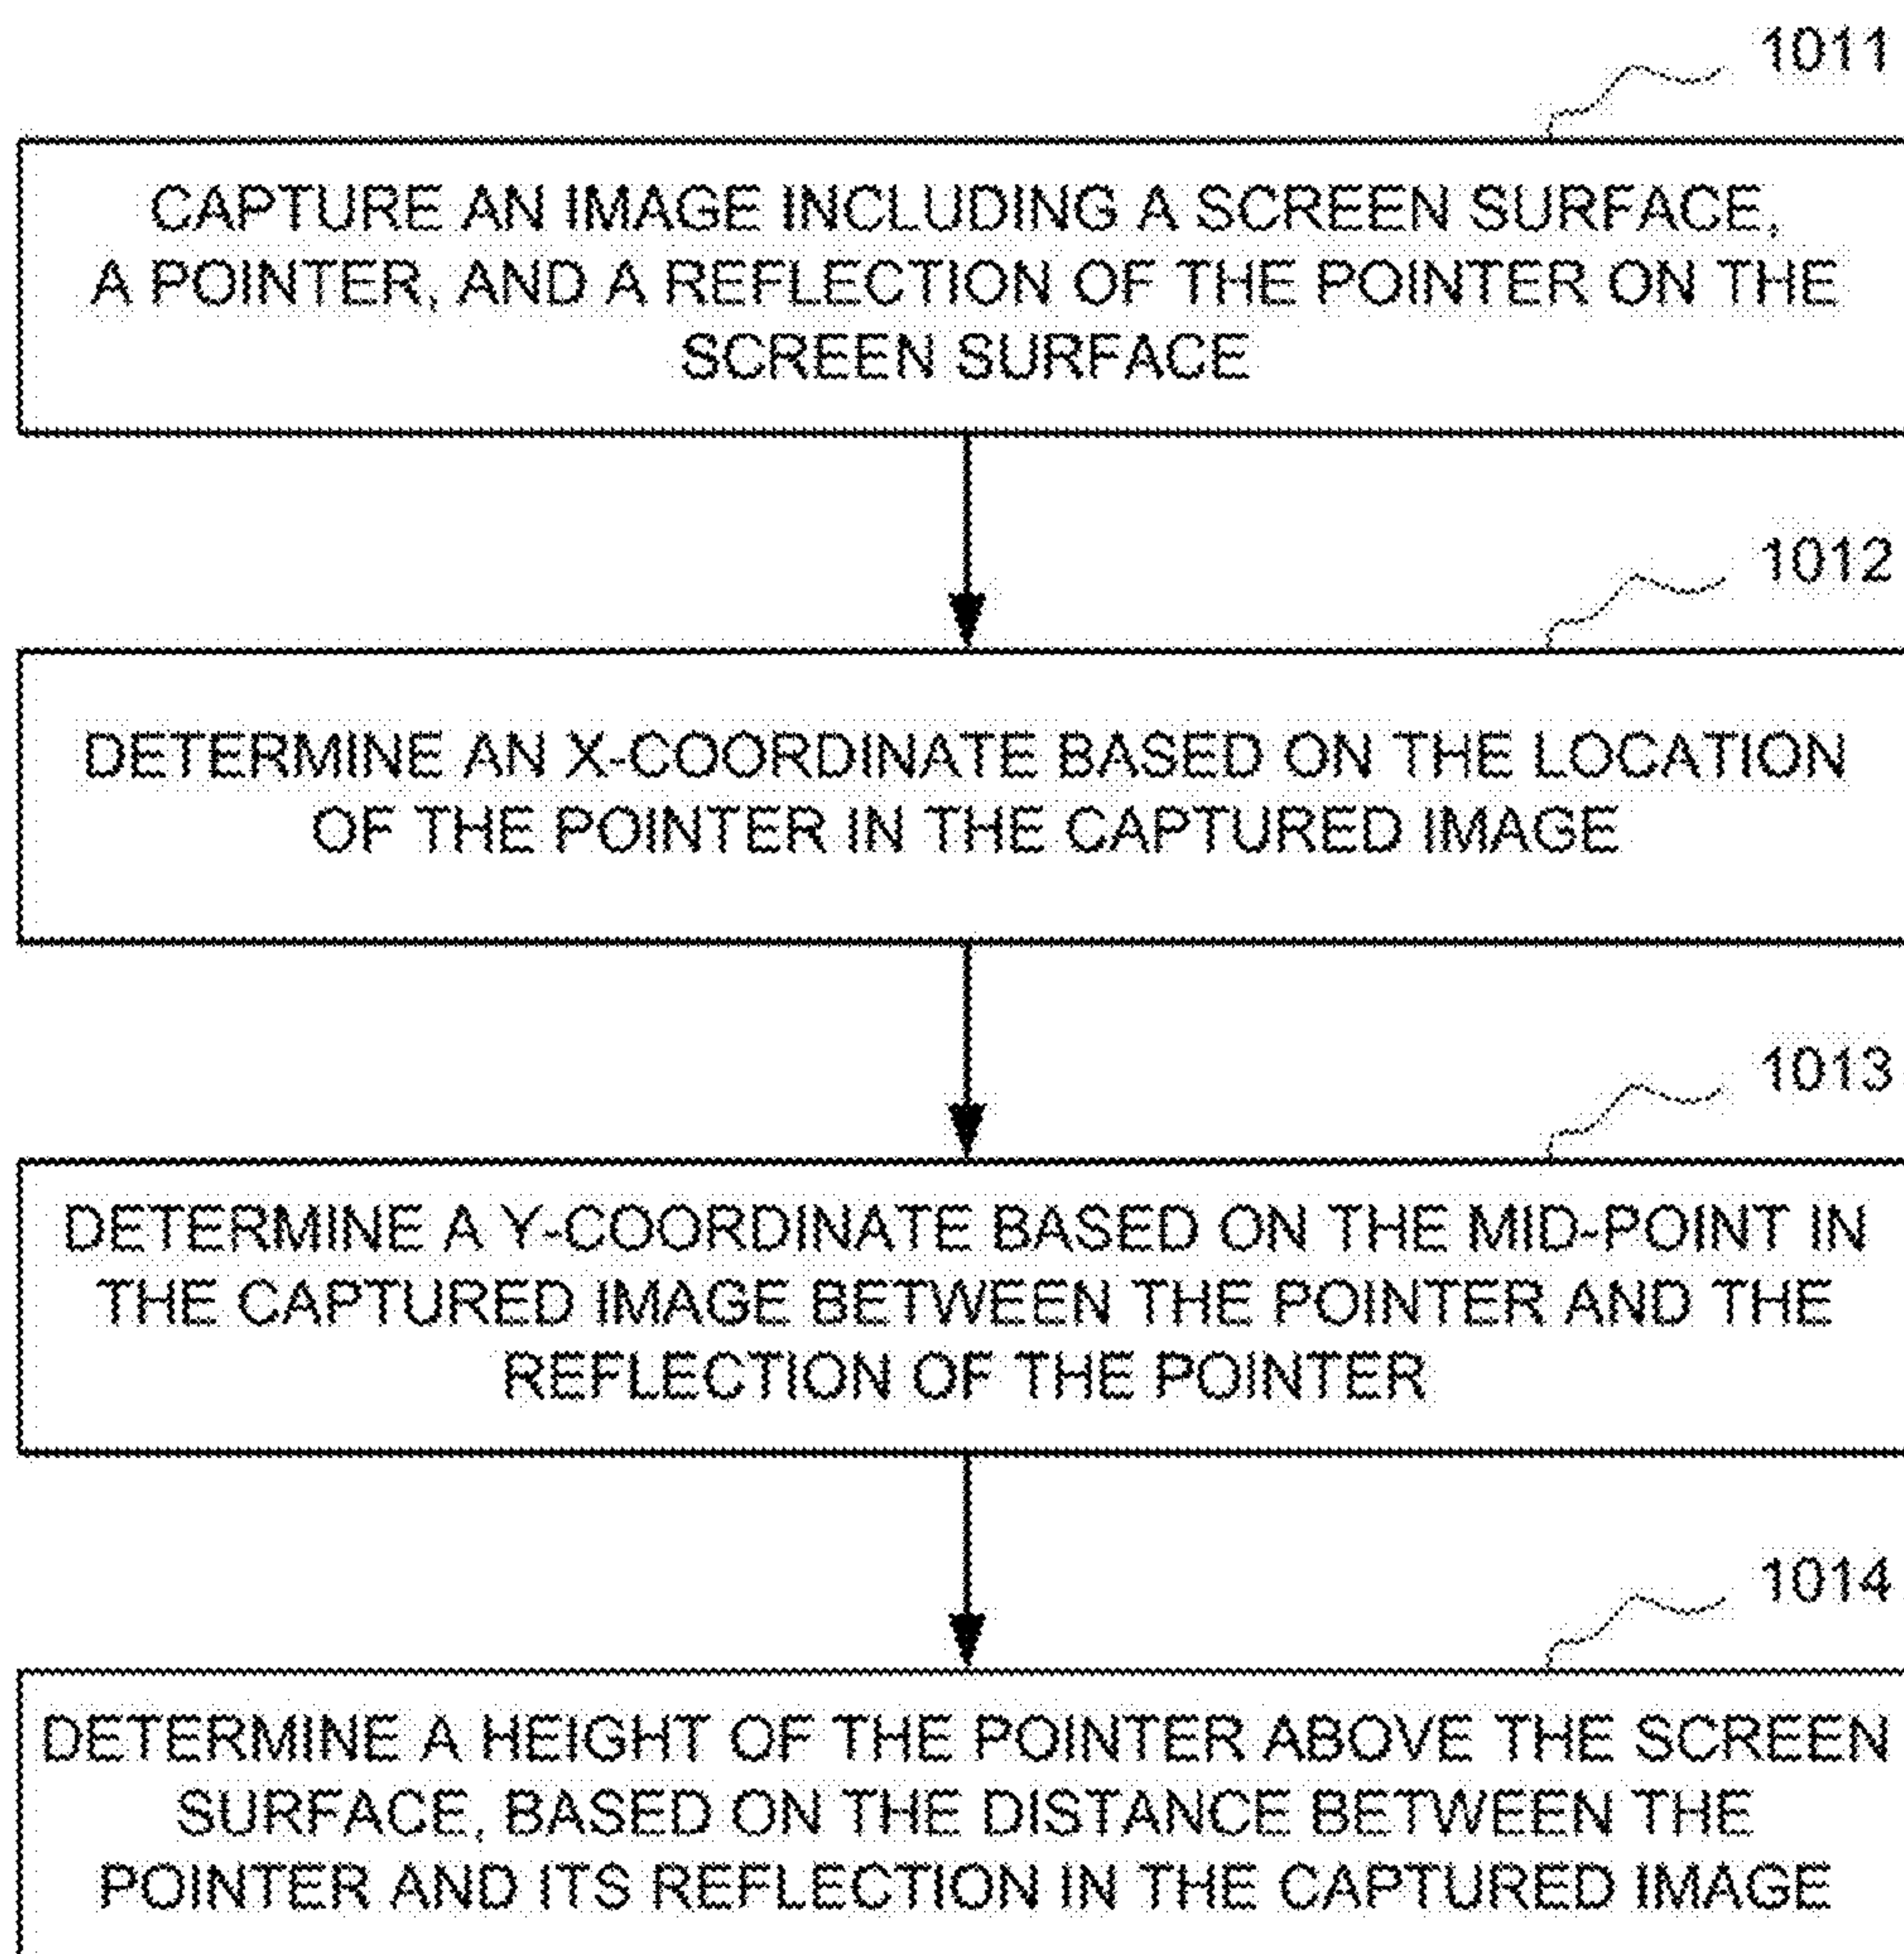 1011
CAPTURE AN IMAGE INCLUDING A SCREEN SURFACE,
A POINTER, AND A REFLECTION OF THE POINTER ON THE
SCREEN SURFACE
1012
DETERMINE AN X-COORDINATE BASED ON THE LOCATION
OF THE POINTER IN THE CAPTURED IMAGE
1013
DETERMINE A Y-COORDINATE BASED ON THE MID-POINT IN
THE CAPTURED IMAGE BETWEEN THE POINTER AND THE
REFLECTION OF THE POINTER
1014
DETERMINE A HEIGHT OF THE POINTER ABOVE THE SCREEN
SURFACE, BASED ON THE DISTANCE BETWEEN THE
POINTER AND ITS REFLECTION IN THE CAPTURED IMAGE